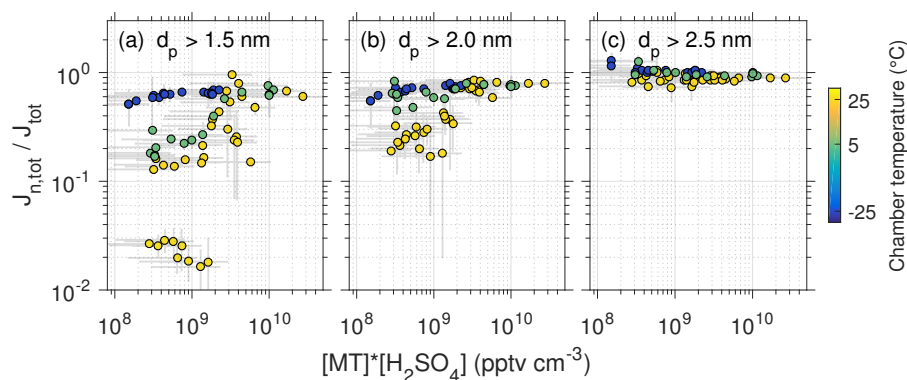 (a) d_p > 1.5 nm
(b) d_p > 2.0 nm
(c) d_p > 2.5 nm
10^0
10^-1
10^-2
J_n,tot / J_tot
10^8 10^9 10^10
10^8 10^9 10^10
10^8 10^9 10^10
[MT]*[H_2SO_4] (pptv cm^-3)
25
5
-25
Chamber temperature (°C)